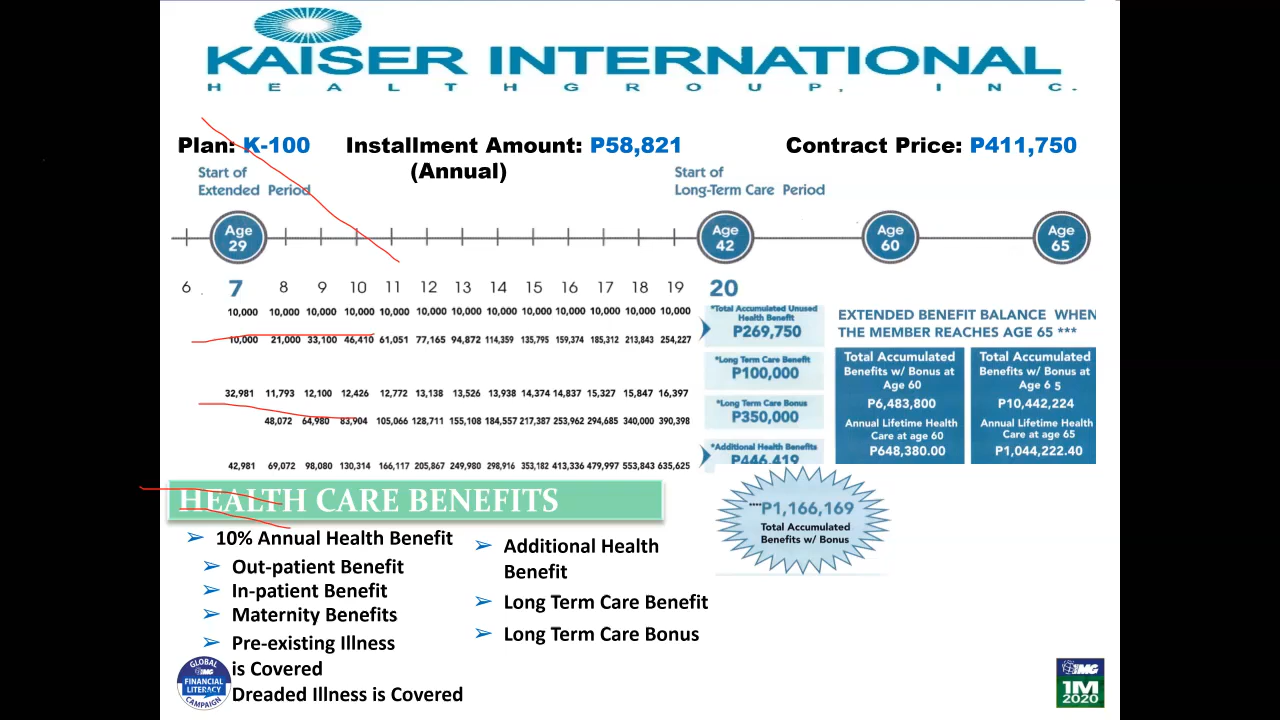 KAISER INTERNATIONAL
HEALTHGROUP, INC.
Plan: K-100 Installment Amount: P58,821 Contract Price: P411,750
(Annual)
Start of Extended Period
Start of Long-Term Care Period
Age 29
Age 42
Age 60
Age 65
6 7 8 9 10 11 12 13 14 15 16 17 18 19 20
10,000 10,000 10,000 10,000 10,000 10,000 10,000 10,000 10,000 10,000 10,000 10,000 10,000
10,000 21,000 33,100 46,410 61,051 77,165 94,872 114,359 135,795 159,374 185,312 213,843 254,227
32,981 11,793 12,100 12,426 12,772 13,138 13,526 13,938 14,374 14,837 15,327 15,847 16,397
48,072 64,980 83,904 105,066 128,711 155,108 184,557 217,387 253,962 294,685 340,000 390,398
42,981 69,072 98,080 130,314 166,117 205,867 249,980 298,916 353,182 413,336 479,997 553,843 635,625
*Total Accumulated Unused
Health Benefit
P269,750
*Long Term Care Benefit
P100,000
*Long Term Care Bonus
P350,000
*Additional Health Benefits
P446,419
****P1,166,169
Total Accumulated
Benefits w/ Bonus
EXTENDED BENEFIT BALANCE WHEN
THE MEMBER REACHES AGE 65 ***
Total Accumulated
Benefits w/ Bonus at
Age 60
P6,483,800
Annual Lifetime Health
Care at age 60
P648,380.00
Total Accumulated
Benefits w/ Bonus at
Age 6 5
P10,442,224
Annual Lifetime Health
Care at age 65
P1,044,222.40
HEALTH CARE BENEFITS
10% Annual Health Benefit
Out-patient Benefit
In-patient Benefit
Maternity Benefits
Pre-existing Illness
is Covered
Dreaded Illness is Covered
Additional Health
Benefit
Long Term Care Benefit
Long Term Care Bonus
GLOBAL
IMG
FINANCIAL
LITERACY
CAMPAIGN
IMG
1M
2020